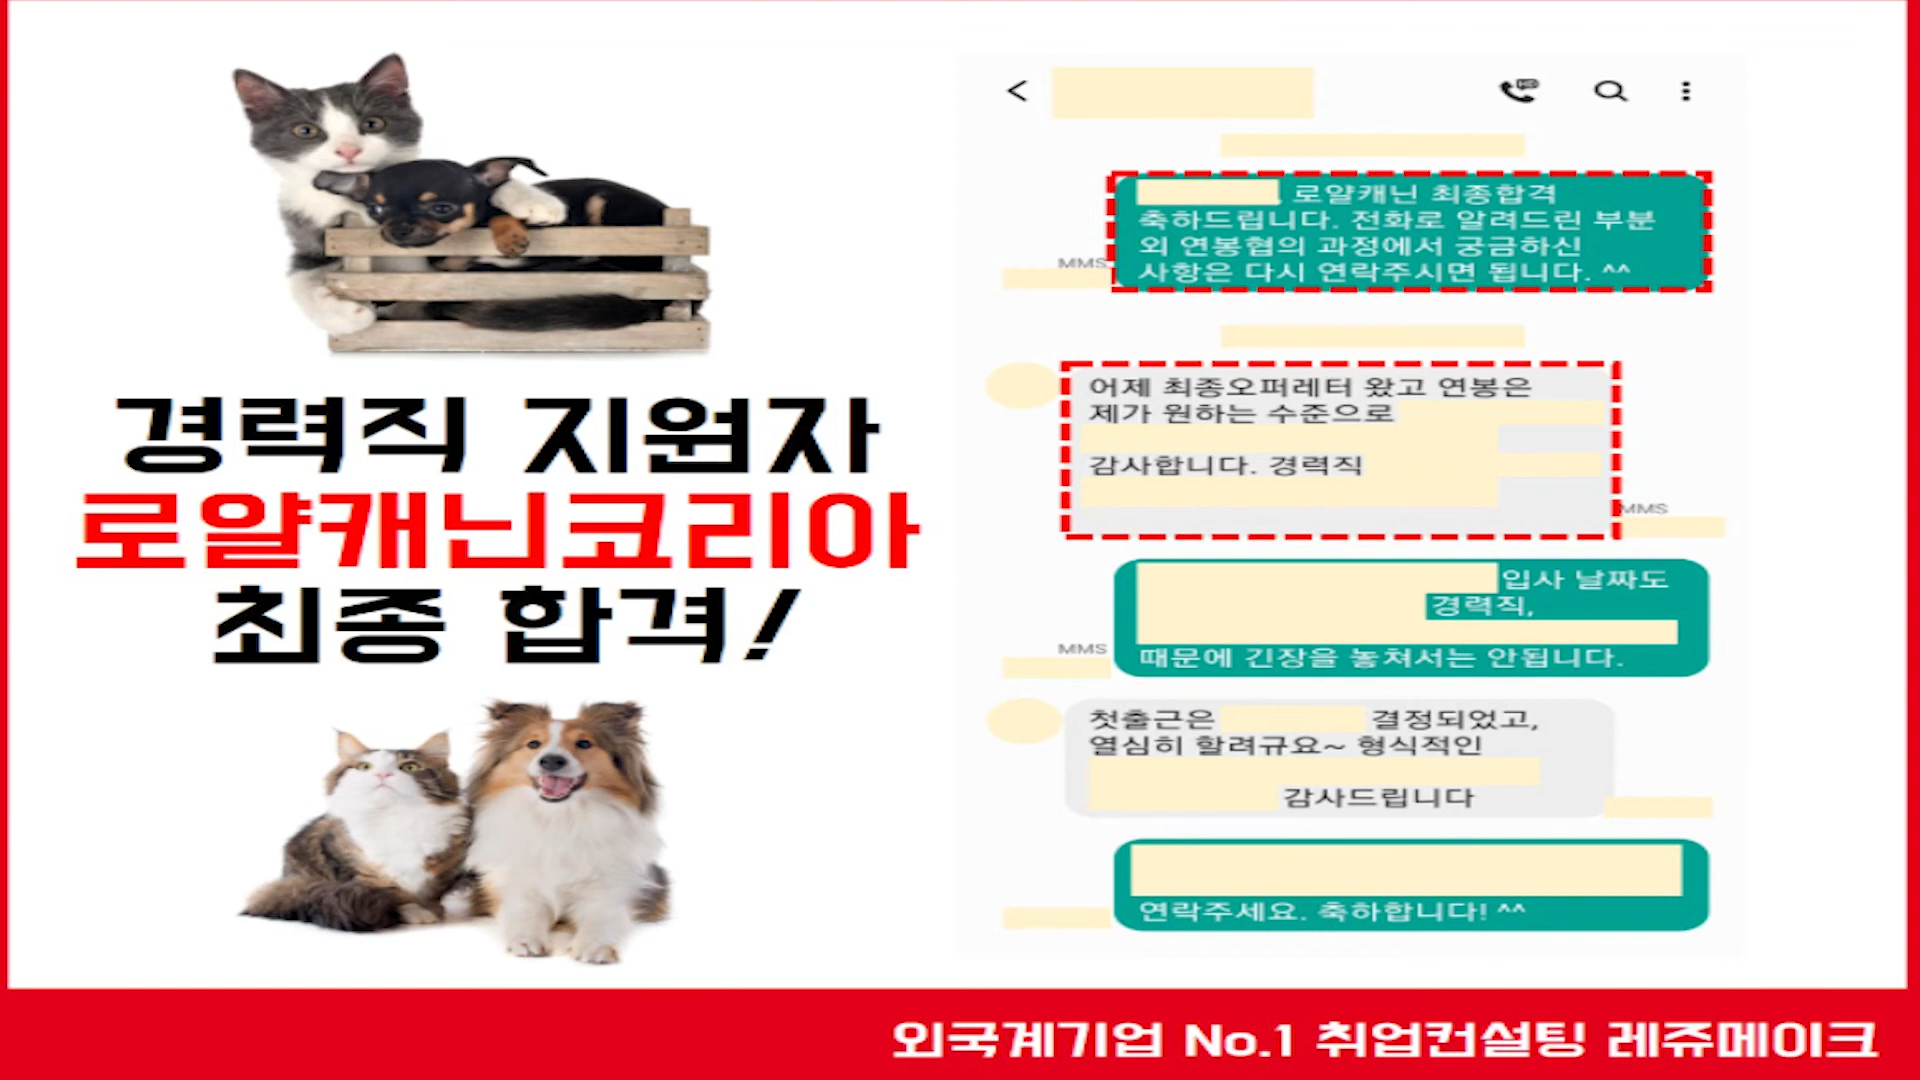 경력직 지원자
로얄캐닌코리아
최종 합격!
HD
로얄캐닌 최종합격
축하드립니다. 전화로 알려드린 부분
외 연봉협의 과정에서 궁금하신
사항은 다시 연락주시면 됩니다. ^^
MMS
어제 최종오퍼레터 왔고 연봉은
제가 원하는 수준으로
감사합니다. 경력직
MMS
입사 날짜도
경력직,
때문에 긴장을 놓쳐서는 안됩니다.
MMS
첫출근은 결정되었고,
열심히 할려규요~ 형식적인
감사드립니다
연락주세요. 축하합니다! ^^
외국계기업 No.1 취업컨설팅 레쥬메이크